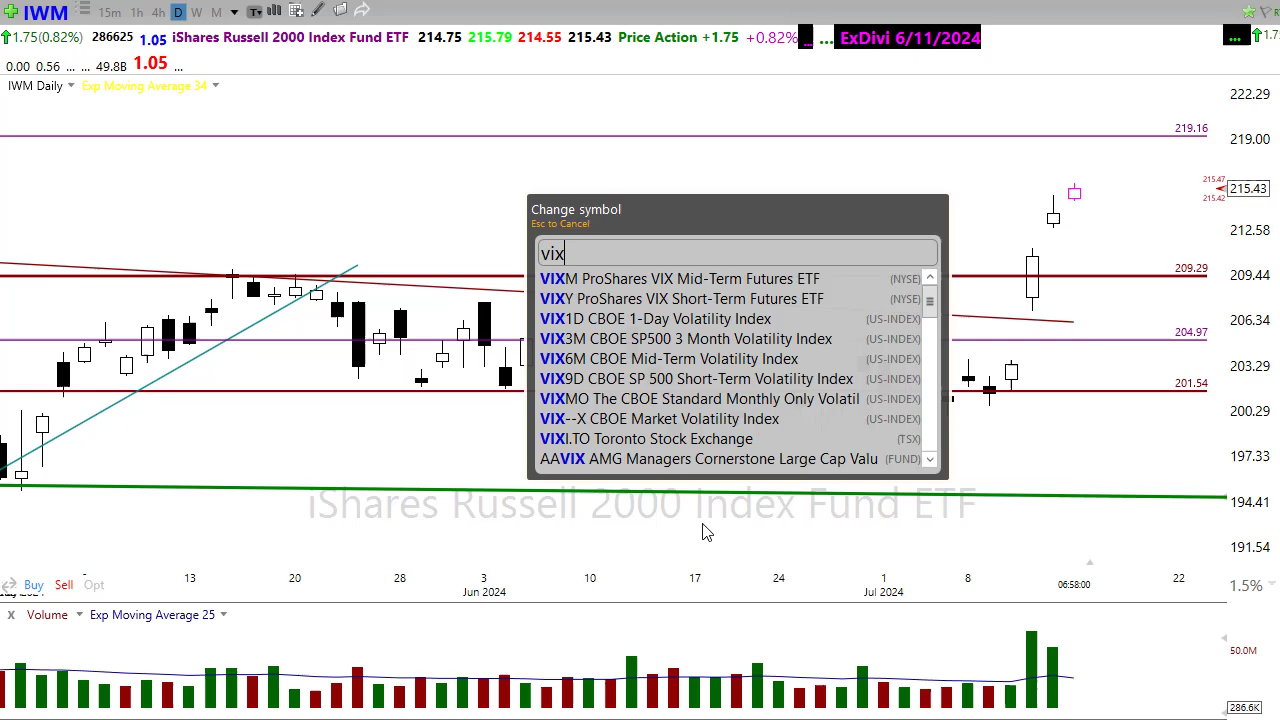 IWM 15m 1h 4h D W M
1.75(0.82%) 286625 1.05 iShares Russell 2000 Index Fund ETF 214.75 215.79 214.55 215.43 Price Action +1.75 +0.82% ... ... ExDivi 6/11/2024 ... 1.75
0.00 0.56 ... ... 49.8B 1.05 ...
IWM Daily Exp Moving Average 34
222.29
219.16
219.00
215.47
215.43
215.42
212.58
209.29
209.44
206.34
204.97
203.29
201.54
200.29
197.33
194.41
191.54
Change symbol
Esc to Cancel
vix
VIXM ProShares VIX Mid-Term Futures ETF (NYSE)
VIXY ProShares VIX Short-Term Futures ETF (NYSE)
VIX1D CBOE 1-Day Volatility Index (US-INDEX)
VIX3M CBOE SP500 3 Month Volatility Index (US-INDEX)
VIX6M CBOE Mid-Term Volatility Index (US-INDEX)
VIX9D CBOE SP 500 Short-Term Volatility Index (US-INDEX)
VIXMO The CBOE Standard Monthly Only Volatil (US-INDEX)
VIX--X CBOE Market Volatility Index (US-INDEX)
VIXI.TO Toronto Stock Exchange (TSX)
AAVIX AMG Managers Cornerstone Large Cap Valu (FUND)
iShares Russell 2000 Index Fund ETF
Buy Sell Opt
13 20 28 3 10 17 24 1 8 06:58:00 22 1.5%
Jun 2024 Jul 2024
X Volume Exp Moving Average 25
50.0M
286.6K